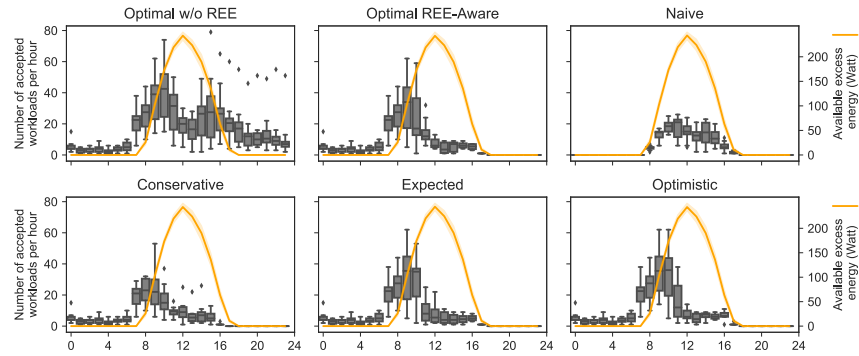 Optimal w/o REE
Optimal REE-Aware
Naive
Number of accepted
workloads per hour
80
60
40
20
0
200
150
100
50
0
Available excess
energy (Watt)
Conservative
Expected
Optimistic
Number of accepted
workloads per hour
80
60
40
20
0
200
150
100
50
0
Available excess
energy (Watt)
0 4 8 12 16 20 24
0 4 8 12 16 20 24
0 4 8 12 16 20 24